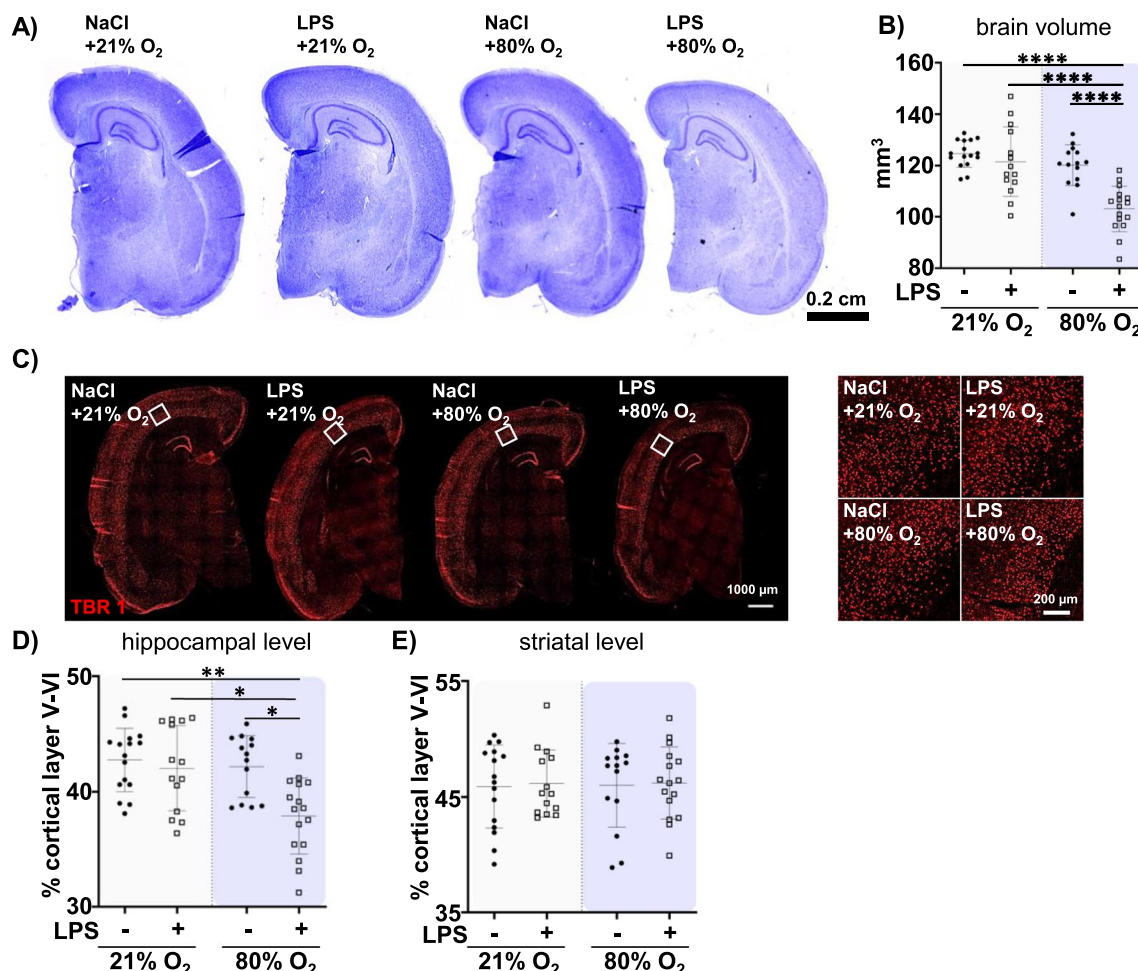 A)
NaCl
+21% O₂
LPS
+21% O₂
NaCl
+80% O₂
LPS
+80% O₂
0.2 cm
B)
brain volume
****
****
****
160
140
120
100
80
mm³
LPS - + - +
21% O₂ 80% O₂
C)
NaCl
+21% O₂
LPS
+21% O₂
NaCl
+80% O₂
LPS
+80% O₂
TBR 1
1000 µm
NaCl
+21% O₂
LPS
+21% O₂
NaCl
+80% O₂
LPS
+80% O₂
200 µm
D)
hippocampal level
**
*
*
50
40
30
% cortical layer V-VI
LPS - + - +
21% O₂ 80% O₂
E)
striatal level
55
45
35
% cortical layer V-VI
LPS - + - +
21% O₂ 80% O₂